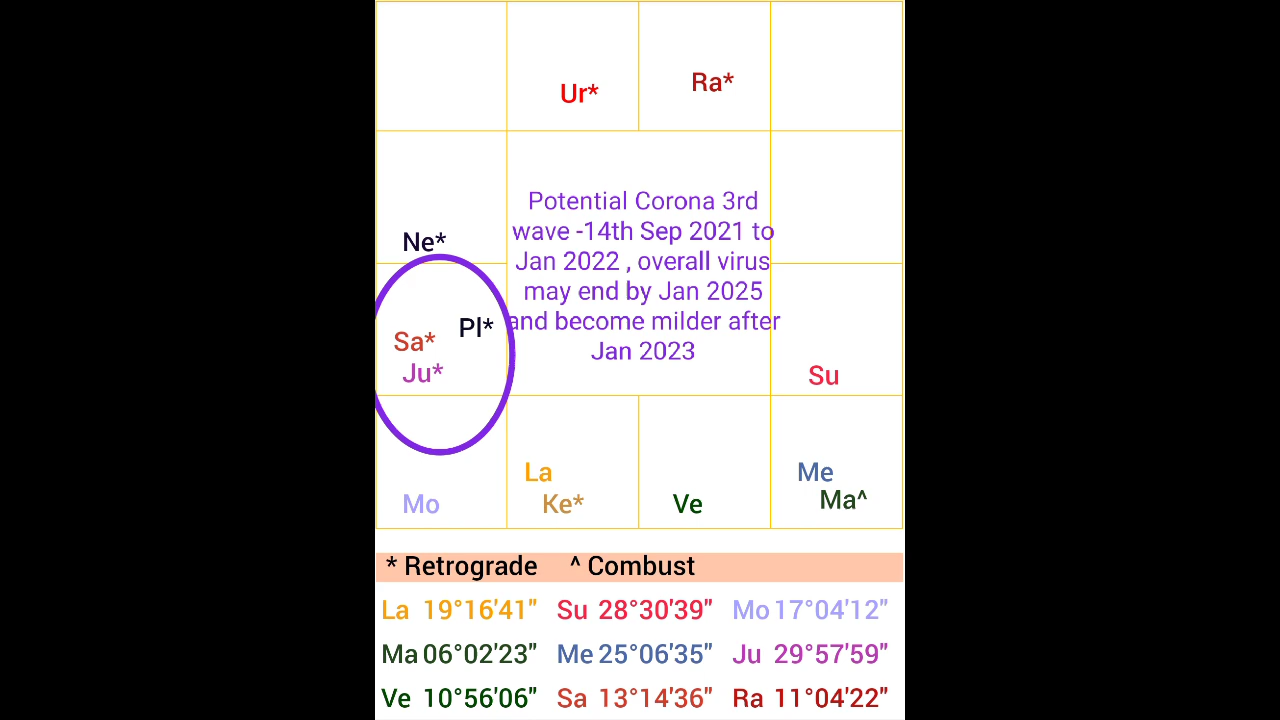 Ur* Ra*
Potential Corona 3rd
wave -14th Sep 2021 to
Ne*
Jan 2022 , overall virus
may end by Jan 2025
and become milder after
Pl*
Sa*
Jan 2023
Ju*
Su
La
Me
Mo
Ke*
Ve
Ma^
* Retrograde ^ Combust
La 19°16'41" Su 28°30'39" Mo 17°04'12"
Ma 06°02'23" Me 25°06'35" Ju 29°57'59"
Ve 10°56'06" Sa 13°14'36" Ra 11°04'22"